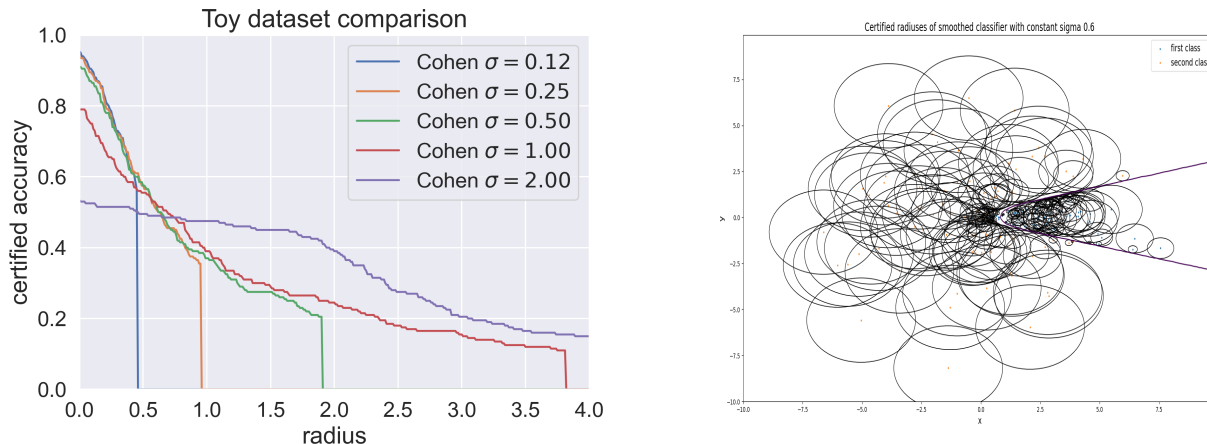 Toy dataset comparison
1.0
0.8
0.6
0.4
0.2
0.0
certified accuracy
Cohen σ = 0.12
Cohen σ = 0.25
Cohen σ = 0.50
Cohen σ = 1.00
Cohen σ = 2.00
0.0 0.5 1.0 1.5 2.0 2.5 3.0 3.5 4.0
radius
Certified radiuses of smoothed classifier with constant sigma 0.6
first class
second clas
7.5
5.0
2.5
0.0
−2.5
−5.0
−7.5
−10.0
y
−10.0 −7.5 −5.0 −2.5 0.0 2.5 5.0 7.5
x